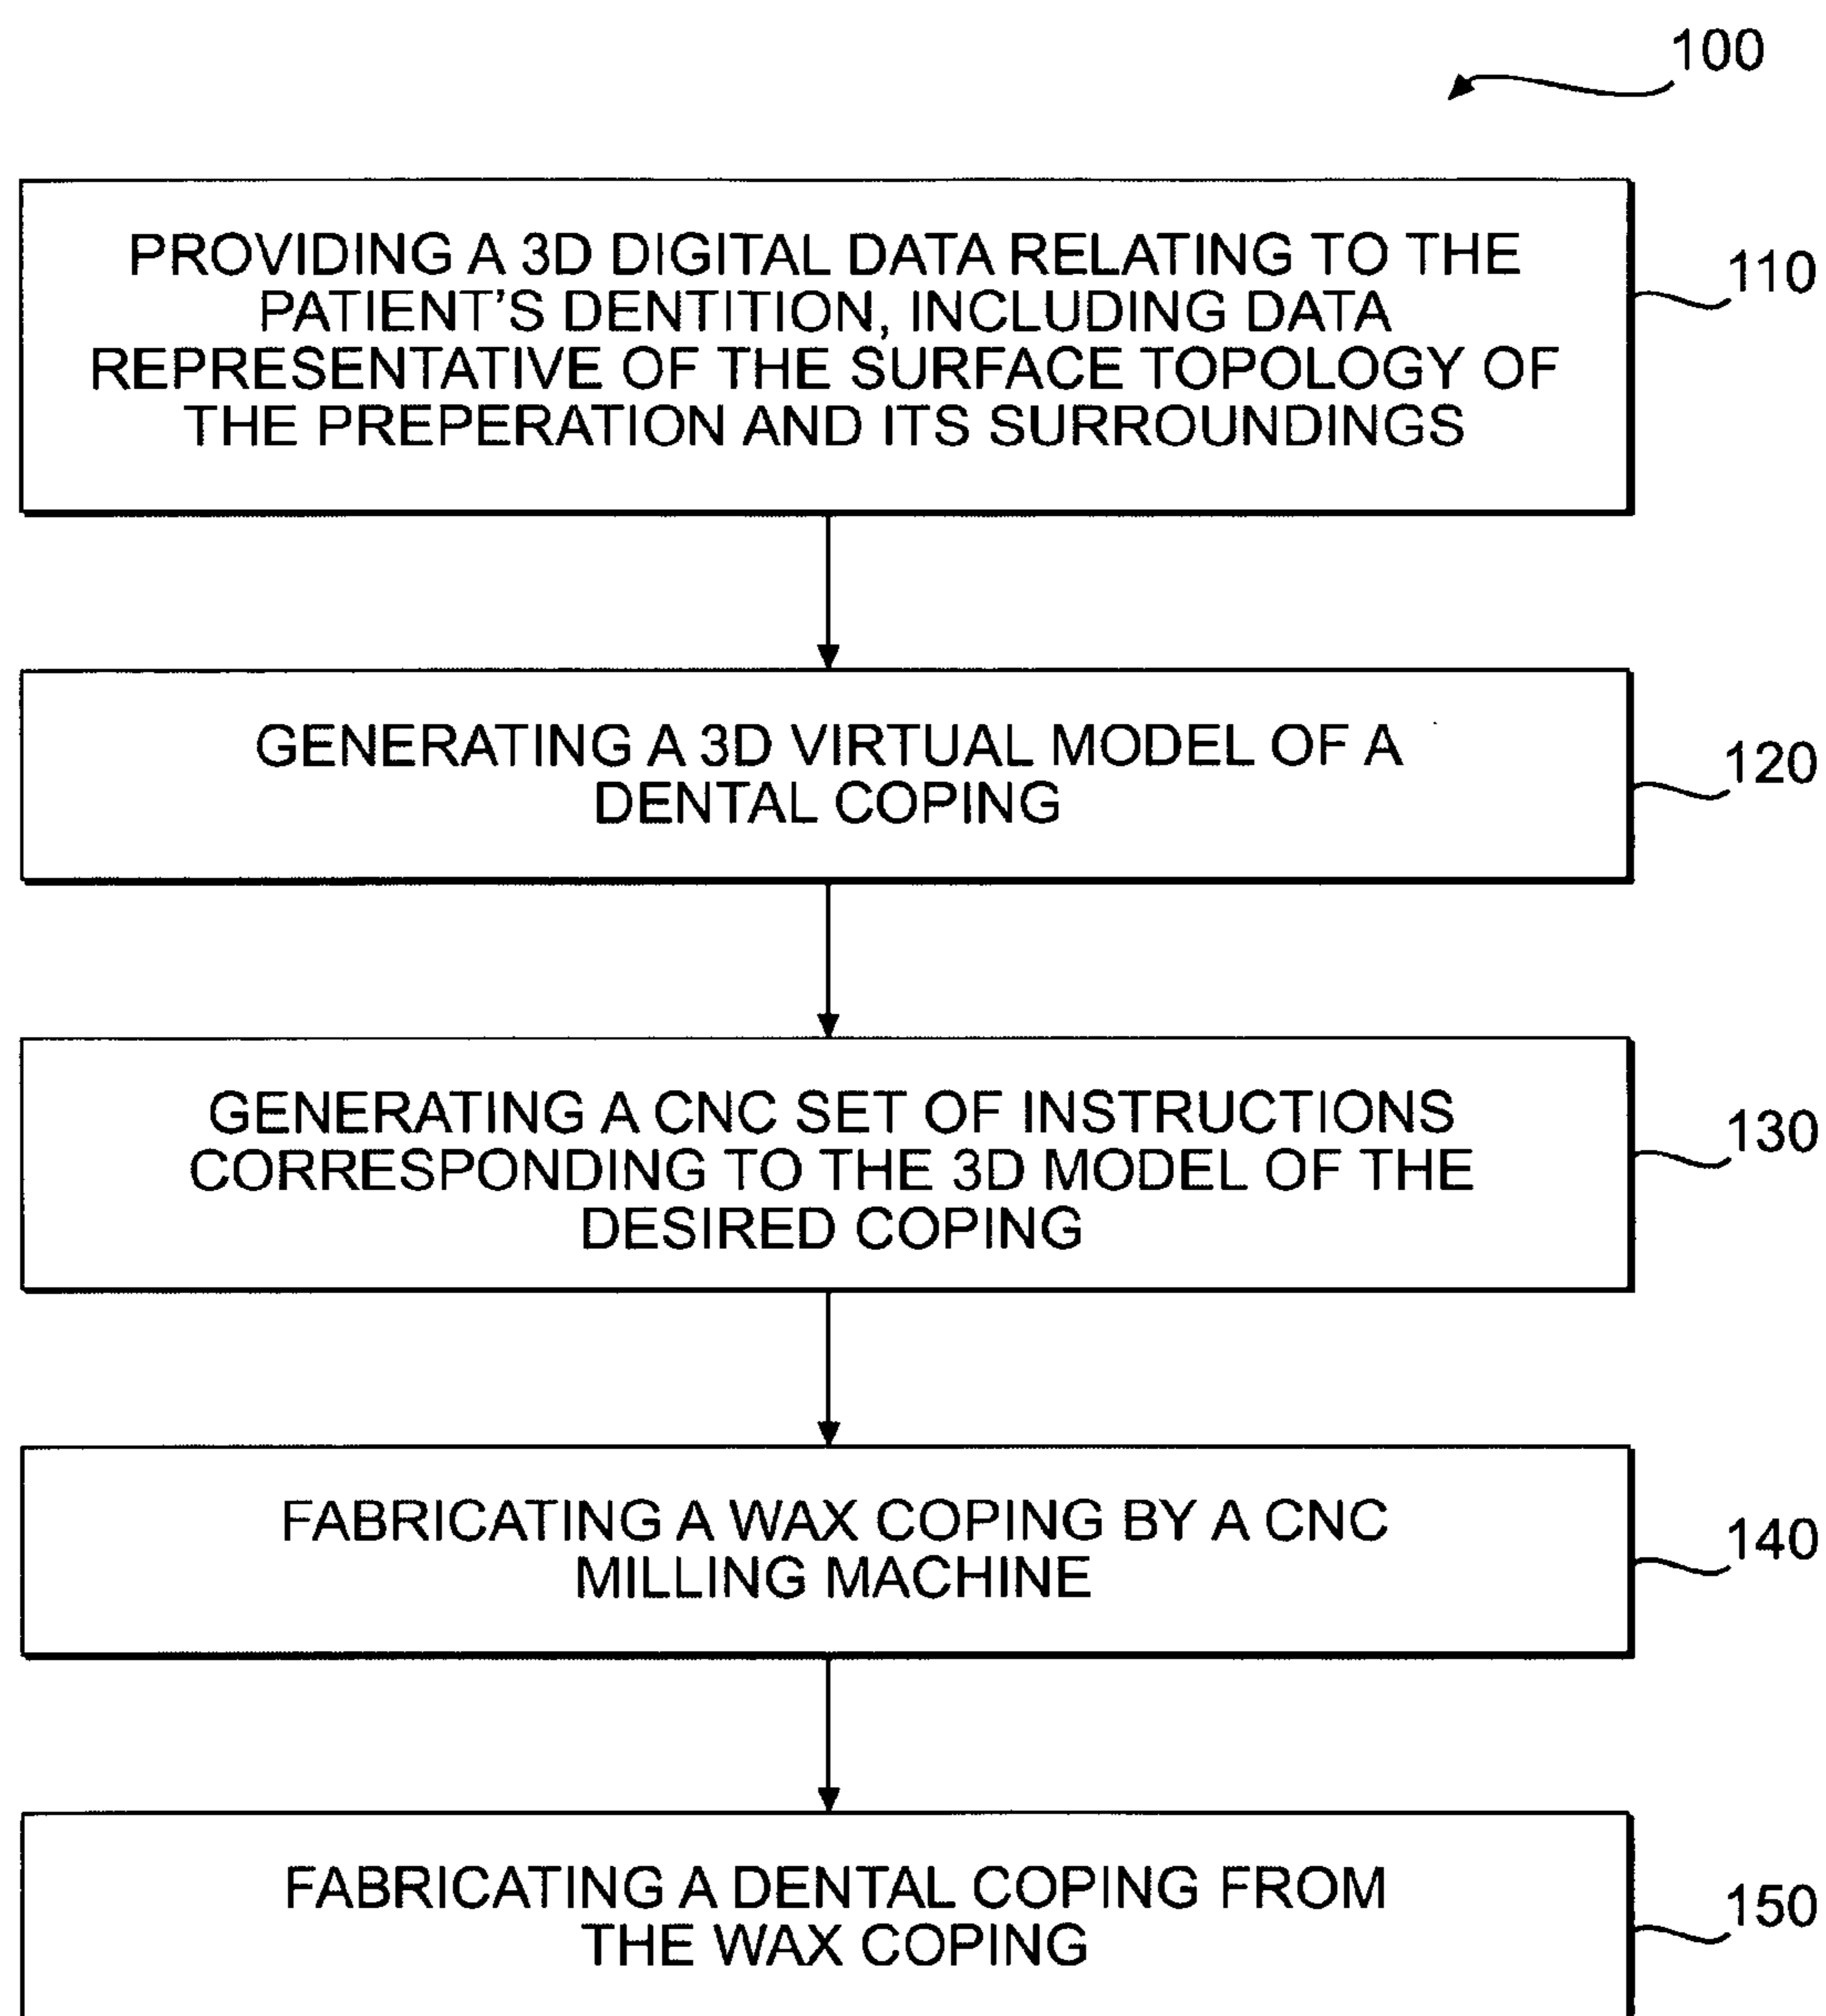 100
PROVIDING A 3D DIGITAL DATA RELATING TO THE
PATIENT'S DENTITION, INCLUDING DATA
REPRESENTATIVE OF THE SURFACE TOPOLOGY OF
THE PREPERATION AND ITS SURROUNDINGS
110
GENERATING A 3D VIRTUAL MODEL OF A
DENTAL COPING
120
GENERATING A CNC SET OF INSTRUCTIONS
CORRESPONDING TO THE 3D MODEL OF THE
DESIRED COPING
130
FABRICATING A WAX COPING BY A CNC
MILLING MACHINE
140
FABRICATING A DENTAL COPING FROM
THE WAX COPING
150